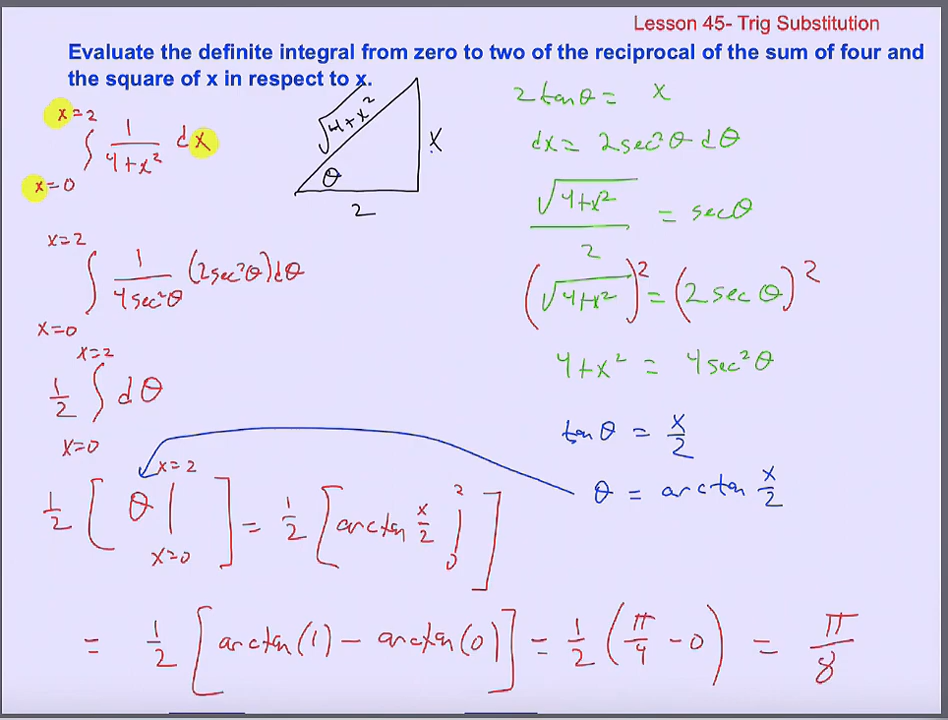 Lesson 45- Trig Substitution
Evaluate the definite integral from zero to two of the reciprocal of the sum of four and
the square of x in respect to x.
x=2
∫ 1/(4+x²) dx
x=0
√4+x²
x
θ
2
x=2
∫ 1/(4sec²θ) (2sec²θ)dθ
x=0
x=2
1/2 ∫ dθ
x=0
2tanθ = x
dx = 2sec²θ dθ
√4+x² / 2 = secθ
(√4+x²)² = (2 sec θ)²
4+x² = 4sec²θ
tanθ = x/2
θ = arctan x/2
x=2
1/2 [θ|] = 1/2 [arctan x/2 |₀²]
x=0
= 1/2 [arctan(1) − arctan(0)] = 1/2 (π/4 − 0) = π/8